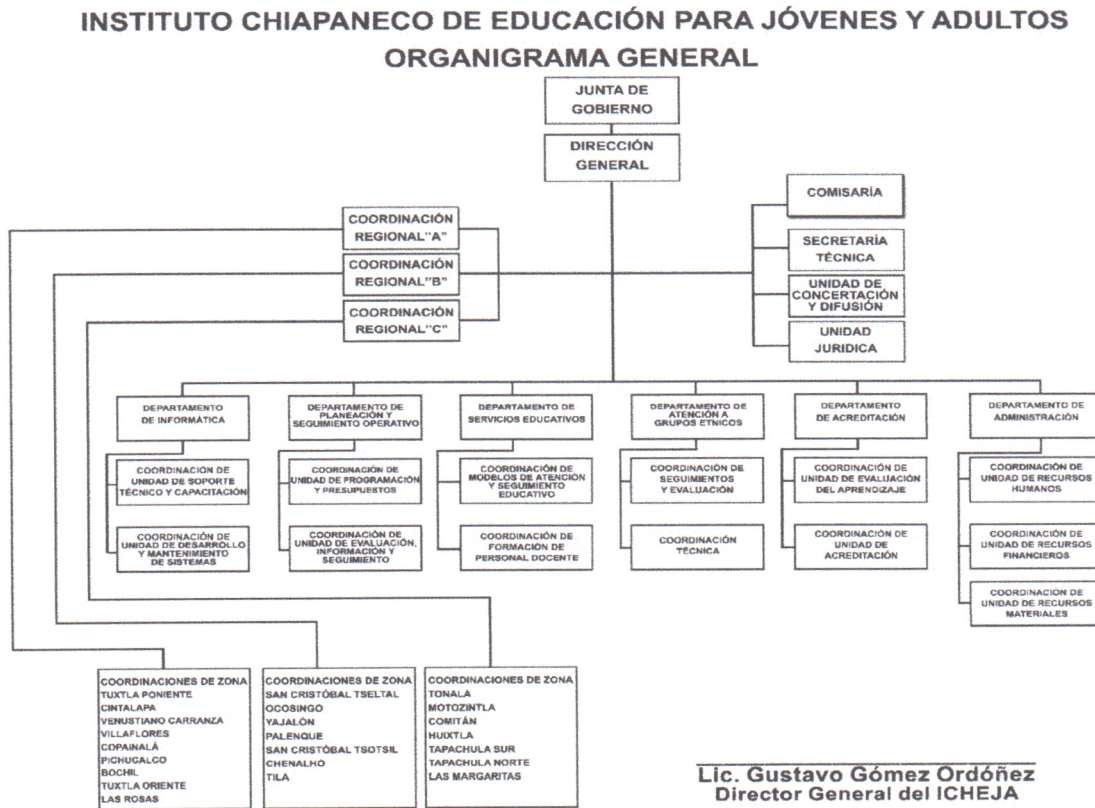 INSTITUTO CHIAPANECO DE EDUCACIÓN PARA JÓVENES Y ADULTOS
ORGANIGRAMA GENERAL
JUNTA DE
GOBIERNO
DIRECCIÓN
GENERAL
COMISARÍA
COORDINACIÓN
REGIONAL"A"
SECRETARÍA
TÉCNICA
COORDINACIÓN
REGIONAL"B"
UNIDAD DE
CONCERTACIÓN
Y DIFUSIÓN
COORDINACIÓN
REGIONAL"C"
UNIDAD
JURIDICA
DEPARTAMENTO
DE INFORMÁTICA
DEPARTAMENTO DE
PLANEACIÓN Y
SEGUIMIENTO OPERATIVO
DEPARTAMENTO DE
SERVICIOS EDUCATIVOS
DEPARTAMENTO DE
ATENCIÓN A
GRUPOS ETNICOS
DEPARTAMENTO
DE ACREDITACIÓN
DEPARTAMENTO DE
ADMINISTRACIÓN
COORDINACIÓN DE
UNIDAD DE SOPORTE
TÉCNICO Y CAPACITACIÓN
COORDINACIÓN DE
UNIDAD DE PROGRAMACIÓN
Y PRESUPUESTOS
COORDINACIÓN DE
MODELOS DE ATENCIÓN
Y SEGUIMIENTO
EDUCATIVO
COORDINACIÓN DE
SEGUIMIENTOS
Y EVALUACIÓN
COORDINACIÓN DE
UNIDAD DE EVALUACIÓN
DEL APRENDIZAJE
COORDINACIÓN DE
UNIDAD DE RECURSOS
HUMANOS
COORDINACIÓN DE
UNIDAD DE DESARROLLO
Y MANTENIMIENTO
DE SISTEMAS
COORDINACIÓN DE
UNIDAD DE EVALUACIÓN,
INFORMACIÓN Y
SEGUIMIENTO
COORDINACIÓN DE
FORMACIÓN DE
PERSONAL DOCENTE
COORDINACIÓN
TÉCNICA
COORDINACIÓN DE
UNIDAD DE
ACREDITACIÓN
COORDINACIÓN DE
UNIDAD DE RECURSOS
FINANCIEROS
COORDINACIÓN DE
UNIDAD DE RECURSOS
MATERIALES
COORDINACIONES DE ZONA
TUXTLA PONIENTE
CINTALAPA
VENUSTIANO CARRANZA
VILLAFLORES
COPAINALÁ
PICHUCALCO
BOCHIL
TUXTLA ORIENTE
LAS ROSAS
COORDINACIONES DE ZONA
SAN CRISTÓBAL TSELTAL
OCOSINGO
YAJALÓN
PALENQUE
SAN CRISTÓBAL TSOTSIL
CHENALHÓ
TILA
COORDINACIONES DE ZONA
TONALÁ
MOTOZINTLA
COMITÁN
HUIXTLA
TAPACHULA SUR
TAPACHULA NORTE
LAS MARGARITAS
Lic. Gustavo Gómez Ordóñez
Director General del ICHEJA